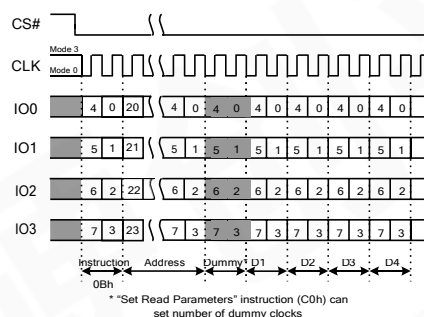 CS#
Mode 3
CLK
Mode 0
IO0 4 0 20 4 0 4 0 4 0 4 0 4 0 4 0
IO1 5 1 21 5 1 5 1 5 1 5 1 5 1 5 1
IO2 6 2 22 6 2 6 2 6 2 6 2 6 2 6 2
IO3 7 3 23 7 3 7 3 7 3 7 3 7 3 7 3
Instruction Address Dummy* D1 D2 D3 D4
0Bh
* "Set Read Parameters" instruction (C0h) can
set number of dummy clocks